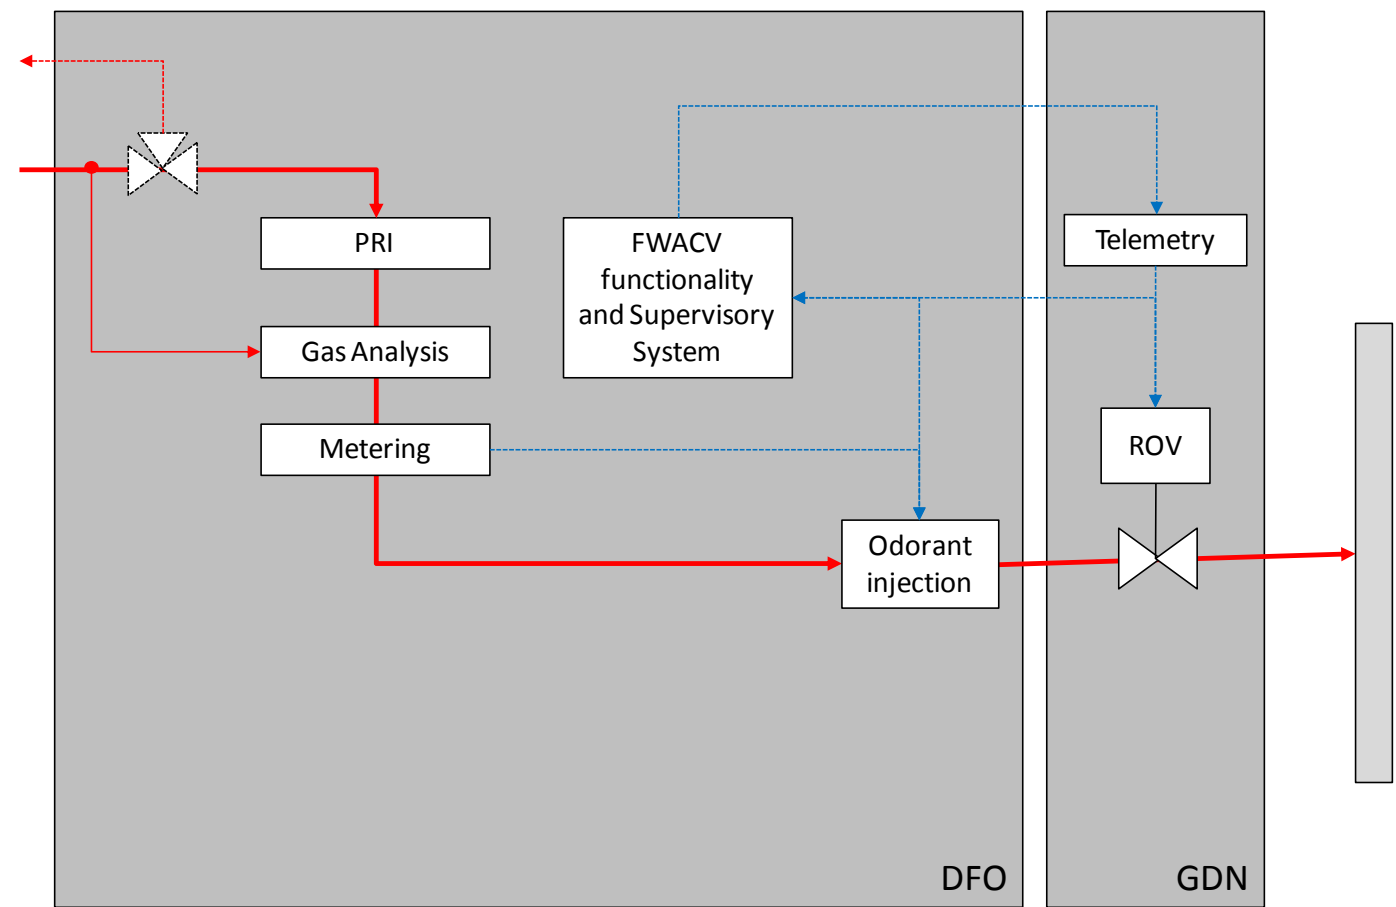 PRI
FWACV
functionality
and Supervisory
System
Telemetry
Gas Analysis
Metering
ROV
Odorant
injection
DFO
GDN